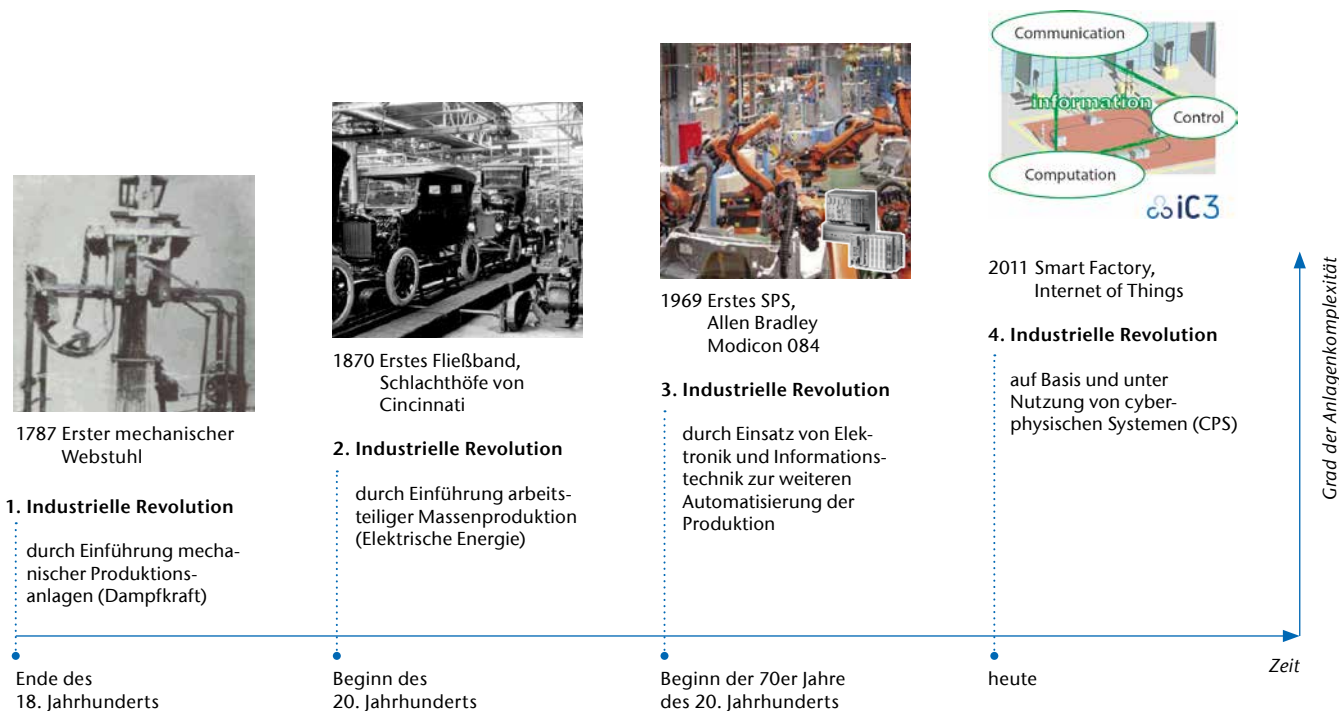 Communication
information
Control
Computation
iC3
1787 Erster mechanischer
Webstuhl
1. Industrielle Revolution
durch Einführung mecha-
nischer Produktions-
anlagen (Dampfkraft)
Ende des
18. Jahrhunderts
1870 Erstes Fließband,
Schlachthöfe von
Cincinnati
2. Industrielle Revolution
durch Einführung arbeits-
teiliger Massenproduktion
(Elektrische Energie)
Beginn des
20. Jahrhunderts
1969 Erstes SPS,
Allen Bradley
Modicon 084
3. Industrielle Revolution
durch Einsatz von Elek-
tronik und Informations-
technik zur weiteren
Automatisierung der
Produktion
Beginn der 70er Jahre
des 20. Jahrhunderts
2011 Smart Factory,
Internet of Things
4. Industrielle Revolution
auf Basis und unter
Nutzung von cyber-
physischen Systemen (CPS)
heute
Zeit
Grad der Anlagenkomplexität